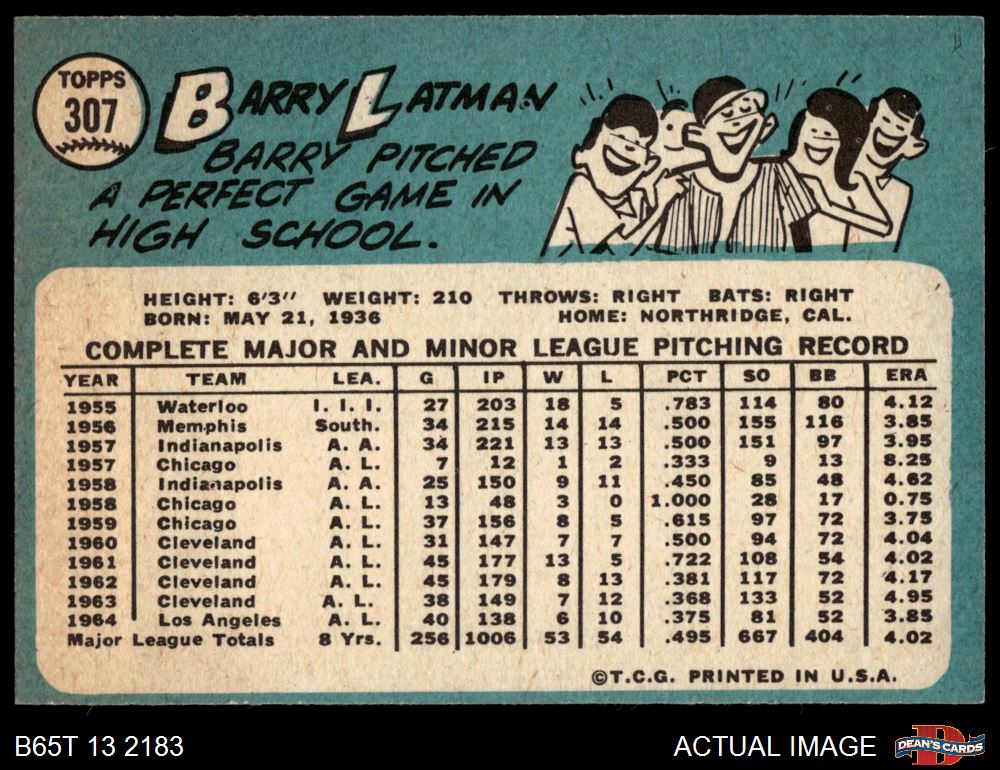 TOPPS
307
BARRY LATMAN
BARRY PITCHED
A PERFECT GAME IN
HIGH SCHOOL.
HEIGHT: 6'3" WEIGHT: 210 THROWS: RIGHT BATS: RIGHT
BORN: MAY 21, 1936 HOME: NORTHRIDGE, CAL.
COMPLETE MAJOR AND MINOR LEAGUE PITCHING RECORD
YEAR TEAM LEA. G IP W L PCT SO BB ERA
1955 Waterloo I. I. I. 27 203 18 5 .783 114 80 4.12
1956 Memphis South. 34 215 14 14 .500 155 116 3.85
1957 Indianapolis A. A. 34 221 13 13 .500 151 97 3.95
1957 Chicago A. L. 7 12 1 2 .333 9 13 8.25
1958 Indianapolis A. A. 25 150 9 11 .450 85 48 4.62
1958 Chicago A. L. 13 48 3 0 1.000 28 17 0.75
1959 Chicago A. L. 37 156 8 5 .615 97 72 3.75
1960 Cleveland A. L. 31 147 7 7 .500 94 72 4.04
1961 Cleveland A. L. 45 177 13 5 .722 108 54 4.02
1962 Cleveland A. L. 45 179 8 13 .381 117 72 4.17
1963 Cleveland A. L. 38 149 7 12 .368 133 52 4.95
1964 Los Angeles A. L. 40 138 6 10 .375 81 52 3.85
Major League Totals 8 Yrs. 256 1006 53 54 .495 667 404 4.02
©T.C.G. PRINTED IN U.S.A.
B65T 13 2183 ACTUAL IMAGE DEAN'S CARDS